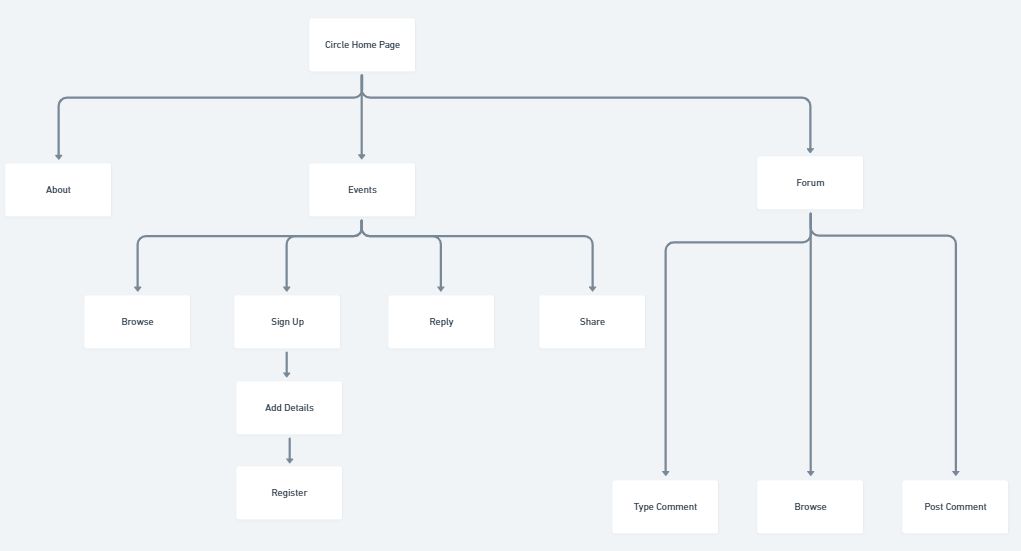 Circle Home Page
About
Events
Forum
Browse
Sign Up
Reply
Share
Add Details
Register
Type Comment
Browse
Post Comment